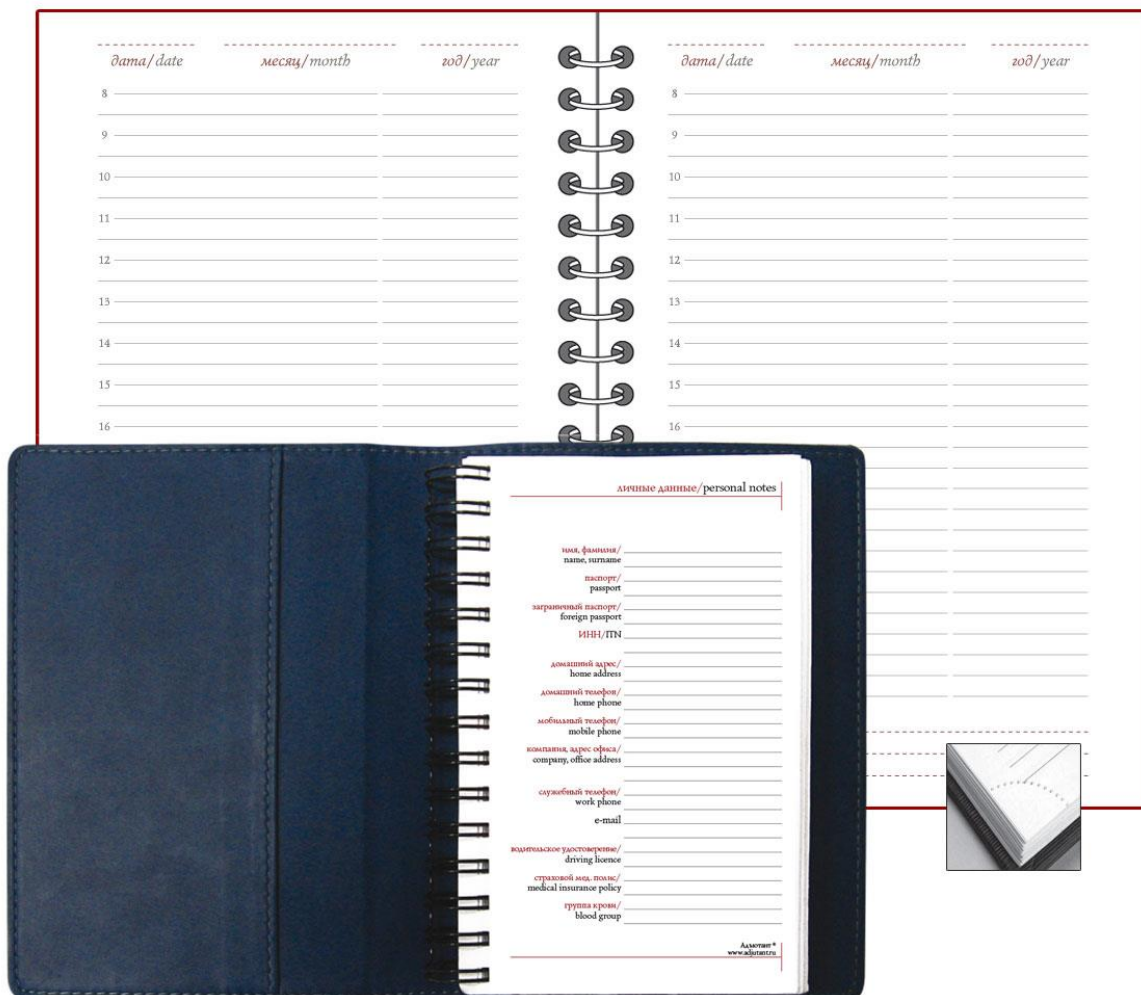 дата/date месяц/month год/year
8
9
10
11
12
13
14
15
16
дата/date месяц/month год/year
8
9
10
11
12
13
14
15
16
личные данные/personal notes
имя, фамилия/
name, surname
паспорт/
passport
заграничный паспорт/
foreign passport
ИНН/ITN
домашний адрес/
home address
домашний телефон/
home phone
мобильный телефон/
mobile phone
компания, адрес офиса/
company, office address
служебный телефон/
work phone
e-mail
водительское удостоверение/
driving licence
страховой мед. полис/
medical insurance policy
группа крови/
blood group
Адъютант®
www.adjutant.ru